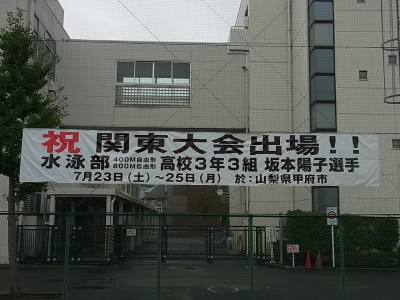 祝 関東大会出場!!
水泳部 400M自由形 800M自由形 高校3年3組 坂本陽子選手
7月23日(土)~25日(月) 於:山梨県甲府市